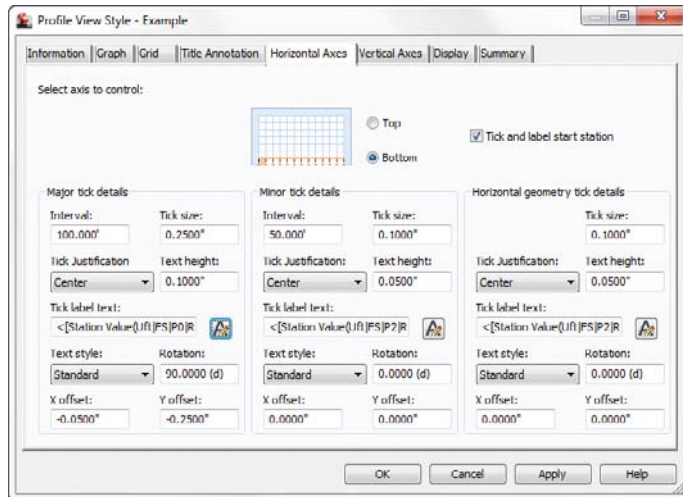 Profile View Style - Example
Information Graph Grid Title Annotation Horizontal Axes Vertical Axes Display Summary
Select axis to control:
Top
Bottom
Tick and label start station
Major tick details
Interval: Tick size:
100.000' 0.2500"
Tick Justification Text height:
Center 0.1000"
Tick label text:
<[Station Value(Uft|FS|P0|R
Text style: Rotation:
Standard 90.0000 (d)
X offset: Y offset:
-0.0500" -0.2500"
Minor tick details
Interval: Tick size:
50.000' 0.1000"
Tick Justification: Text height:
Center 0.0500"
Tick label text:
<[Station Value(Uft|FS|P2|R
Text style: Rotation:
Standard 0.0000 (d)
X offset: Y offset:
0.0000" 0.0000"
Horizontal geometry tick details
Tick size:
0.1000"
Tick Justification: Text height:
Center 0.0500"
Tick label text:
<[Station Value(Uft|FS|P2|R
Text style: Rotation:
Standard 0.0000 (d)
X offset: Y offset:
0.0000" 0.0000"
OK Cancel Apply Help